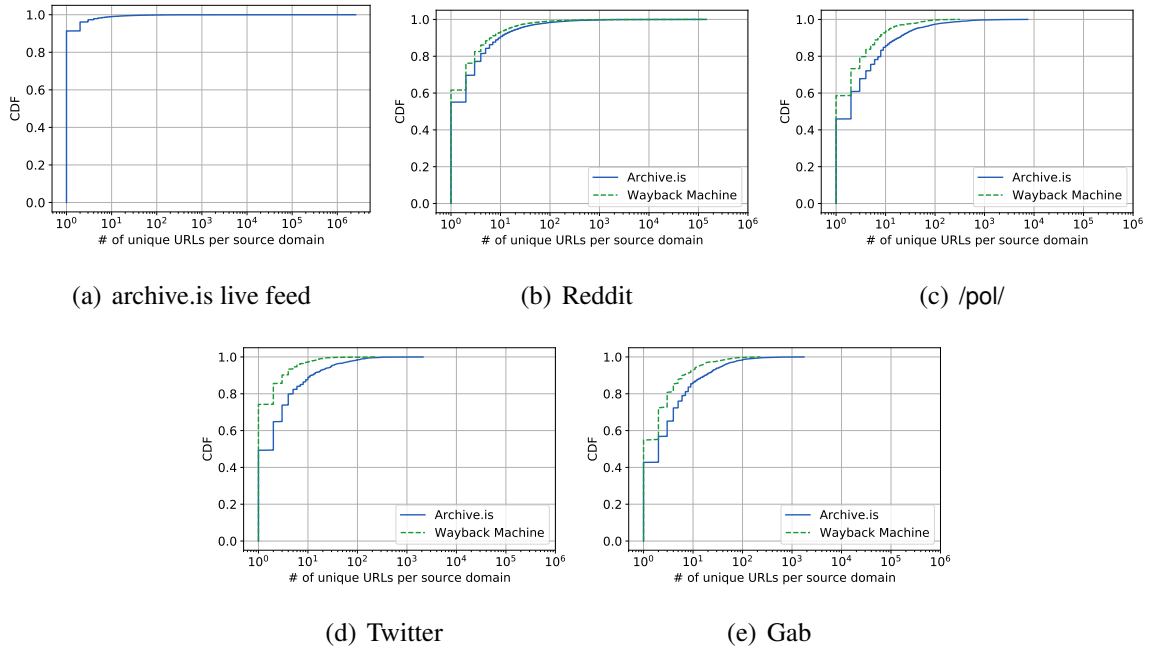 1.0
0.8
0.6
0.4
0.2
0.0
CDF
10^0 10^1 10^2 10^3 10^4 10^5 10^6
# of unique URLs per source domain
(a) archive.is live feed
1.0
0.8
0.6
0.4
0.2
0.0
CDF
Archive.is
Wayback Machine
10^0 10^1 10^2 10^3 10^4 10^5 10^6
# of unique URLs per source domain
(b) Reddit
1.0
0.8
0.6
0.4
0.2
0.0
CDF
Archive.is
Wayback Machine
10^0 10^1 10^2 10^3 10^4 10^5 10^6
# of unique URLs per source domain
(c) /pol/
1.0
0.8
0.6
0.4
0.2
0.0
CDF
Archive.is
Wayback Machine
10^0 10^1 10^2 10^3 10^4 10^5 10^6
# of unique URLs per source domain
(d) Twitter
1.0
0.8
0.6
0.4
0.2
0.0
CDF
Archive.is
Wayback Machine
10^0 10^1 10^2 10^3 10^4 10^5 10^6
# of unique URLs per source domain
(e) Gab